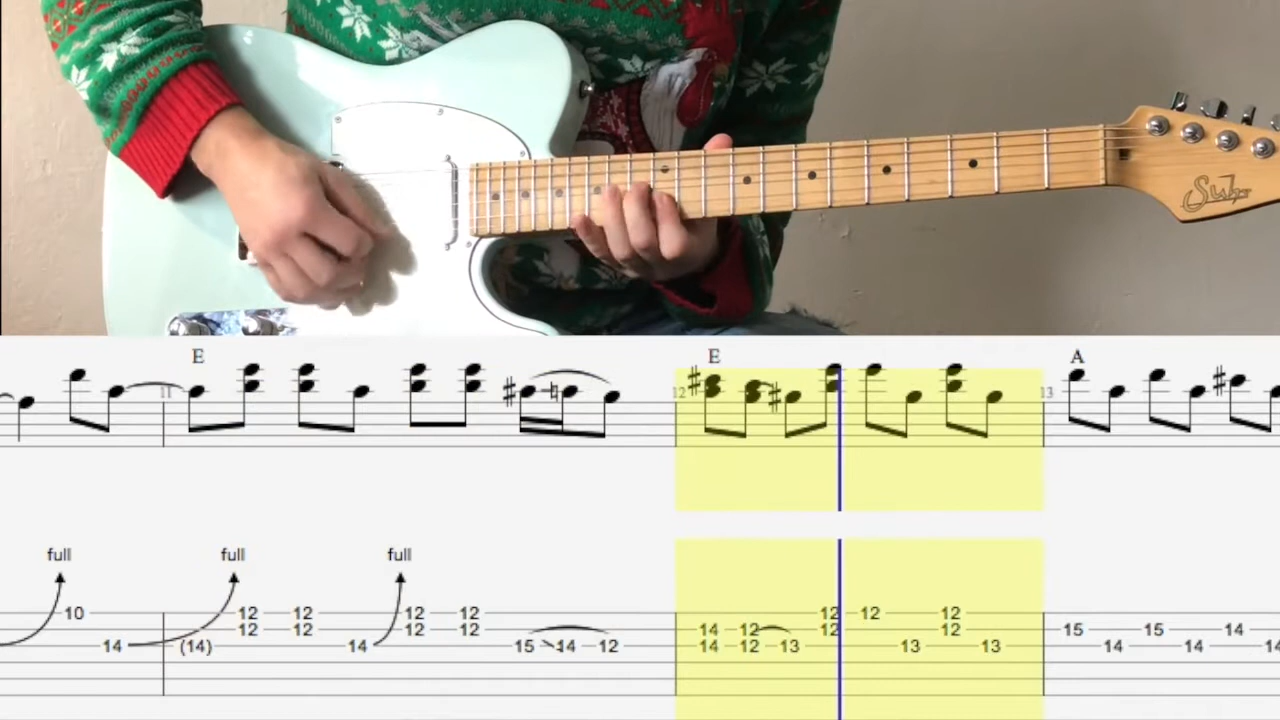 Suhr
E E A
11 12 13
full full full
10 12 12 12 12 12 12 12
12 12 12 12 14 12 12 12 15 15 14
14 (14) 14 15 14 12 14 12 13 13 13 14 14 14